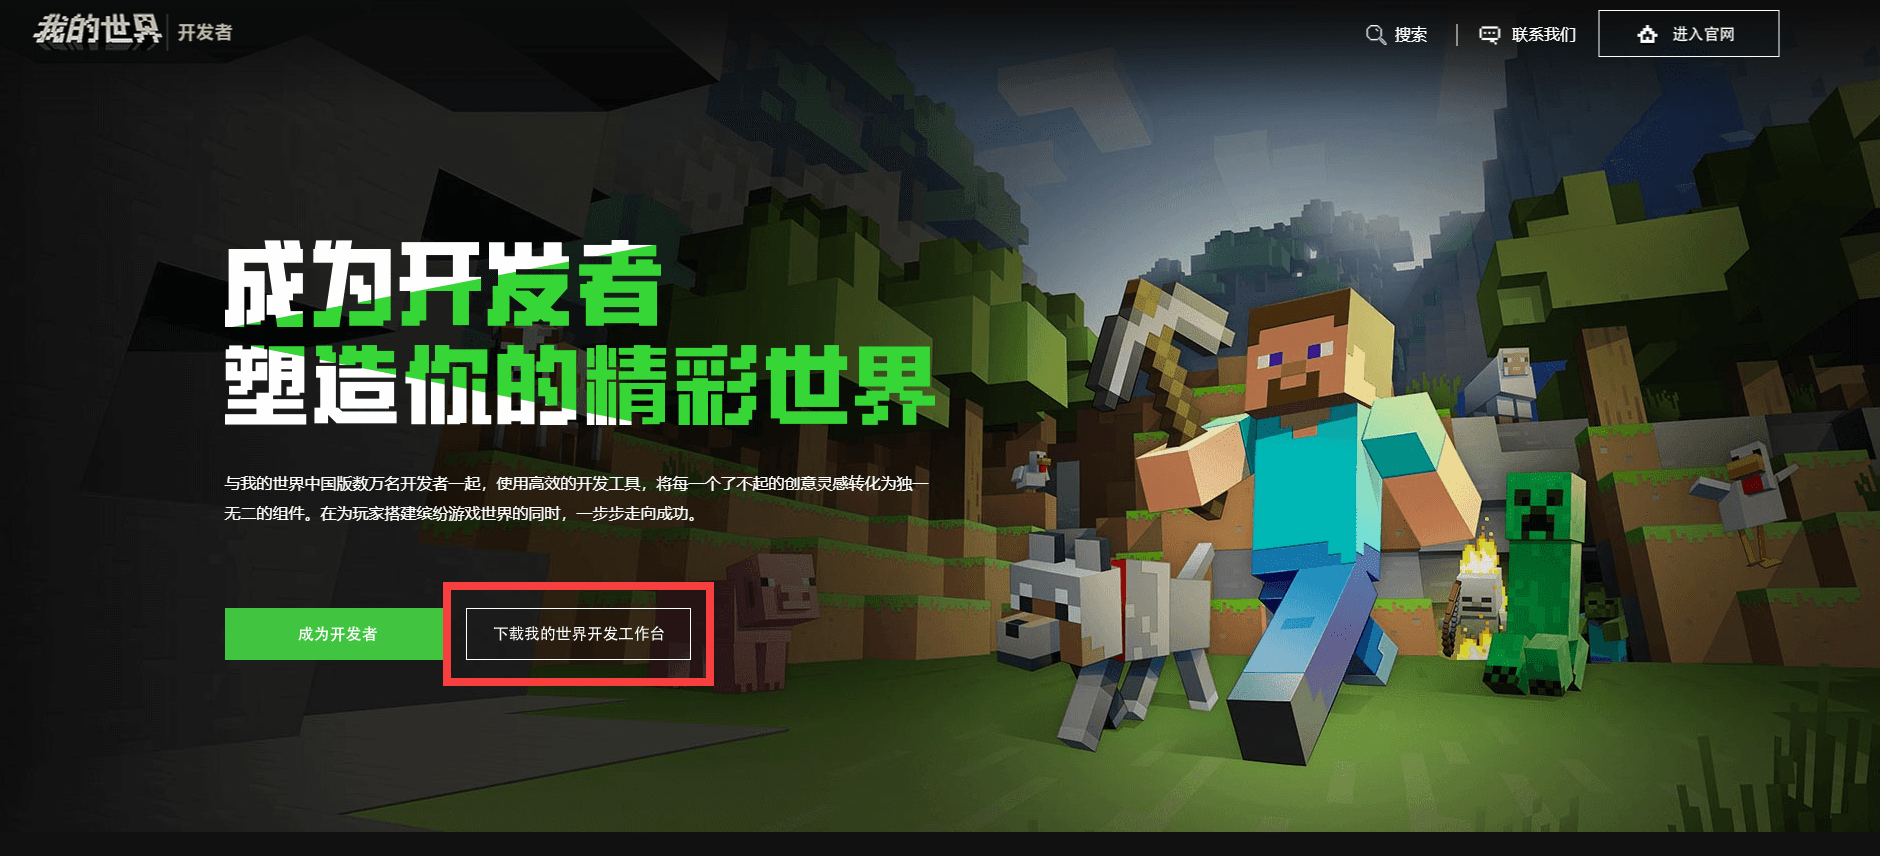 我的世界 开发者
搜索
联系我们
进入官网
成为开发者
塑造你的精彩世界
与我的世界中国版数万名开发者一起，使用高效的开发工具，将每一个了不起的创意灵感转化为独一
无二的组件。在为玩家搭建缤纷游戏世界的同时，一步步走向成功。
成为开发者
下载我的世界开发工作台